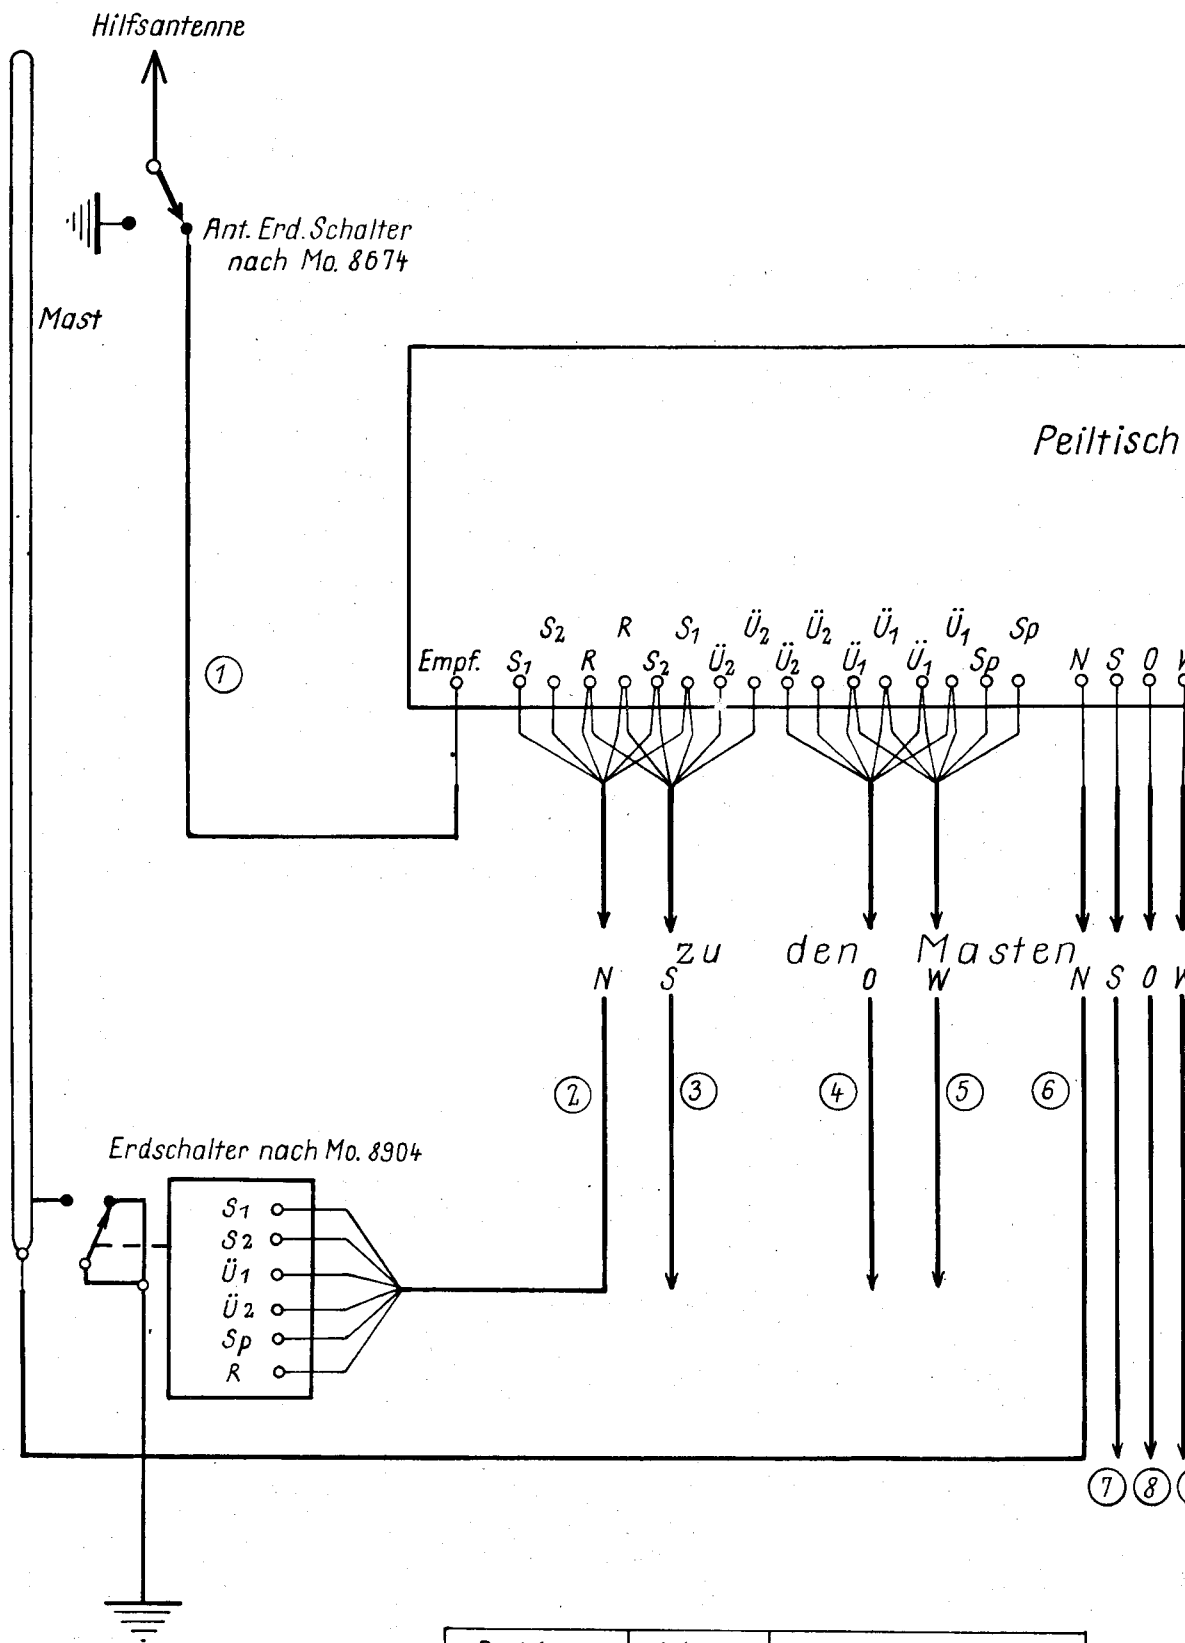 Hilfsantenne
Ant. Erd. Schalter
nach Mo. 8674
Mast
Peiltisch
S2 R S1 Ü2 Ü2 Ü1 Ü1 Sp
Empf. S1 R S2 Ü2 Ü2 Ü1 Ü1 Sp N S O
1
zu den Masten
N S O W N S O
2 3 4 5 6
Erdschalter nach Mo. 8904
S1
S2
Ü1
Ü2
Sp
R
7 8